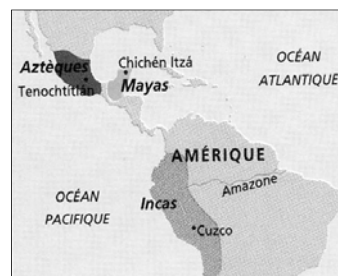 Chichén Itzá
OCÉAN
ATLANTIQUE
Aztèques
Tenochtitlán
Mayas
AMÉRIQUE
Amazone
OCÉAN
PACIFIQUE
Incas
Cuzco